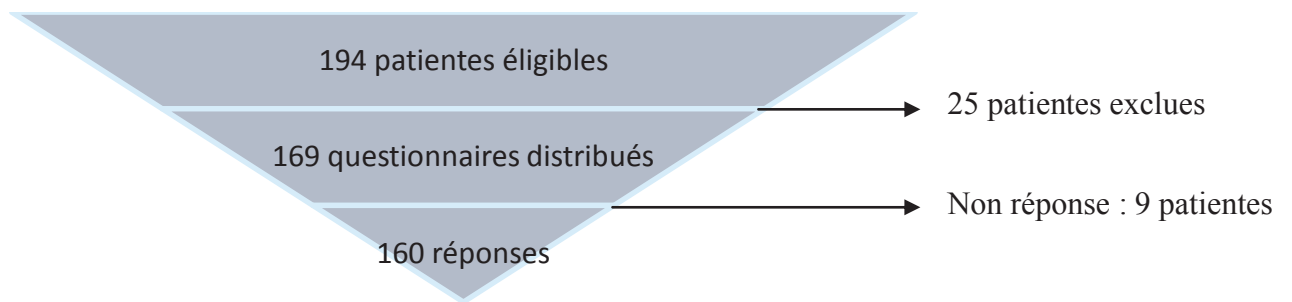 194 patientes éligibles
25 patientes exclues
169 questionnaires distribués
Non réponse : 9 patientes
160 réponses